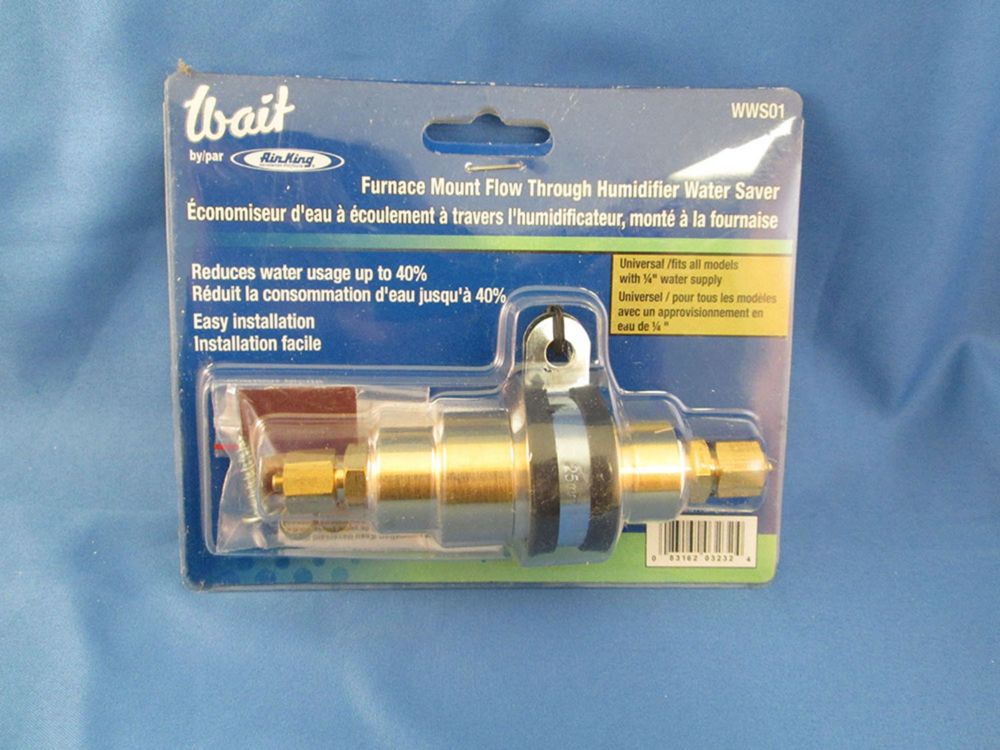 Wait
WWS01
by/par AirKing
Furnace Mount Flow Through Humidifier Water Saver
Économiseur d'eau à écoulement à travers l'humidificateur, monté à la fournaise
Reduces water usage up to 40%
Réduit la consommation d'eau jusqu'à 40%
Easy installation
Installation facile
Universal /fits all models
with ¼" water supply
Universel / pour tous les modèles
avec un approvisionnement en
eau de ¼ "
25m
0 83162 03232 4